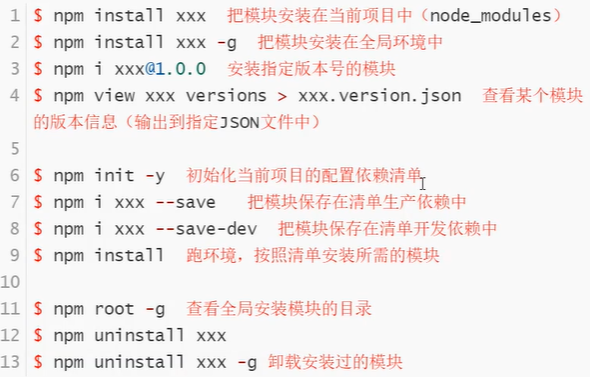 1 $ npm install xxx 把模块安装在当前项目中（node_modules）
2 $ npm install xxx -g 把模块安装在全局环境中
3 $ npm i xxx@1.0.0 安装指定版本号的模块
4 $ npm view xxx versions > xxx.version.json 查看某个模块
的版本信息（输出到指定JSON文件中）
5
6 $ npm init -y 初始化当前项目的配置依赖清单
7 $ npm i xxx --save 把模块保存在清单生产依赖中
8 $ npm i xxx --save-dev 把模块保存在清单开发依赖中
9 $ npm install 跑环境，按照清单安装所需的模块
10
11 $ npm root -g 查看全局安装模块的目录
12 $ npm uninstall xxx
13 $ npm uninstall xxx -g 卸载安装过的模块